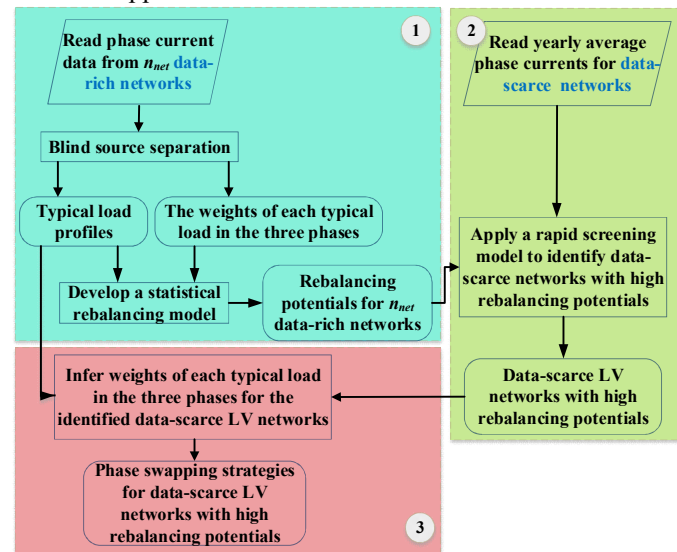 Read phase current
data from n_net data-
rich networks
1
Blind source separation
Typical load
profiles
The weights of each typical
load in the three phases
Develop a statistical
rebalancing model
Rebalancing
potentials for n_net
data-rich networks
2
Read yearly average
phase currents for data-
scarce networks
Apply a rapid screening
model to identify data-
scarce networks with high
rebalancing potentials
Data-scarce LV
networks with high
rebalancing potentials
Infer weights of each typical load
in the three phases for the
identified data-scarce LV networks
Phase swapping strategies
for data-scarce LV
networks with high
rebalancing potentials
3